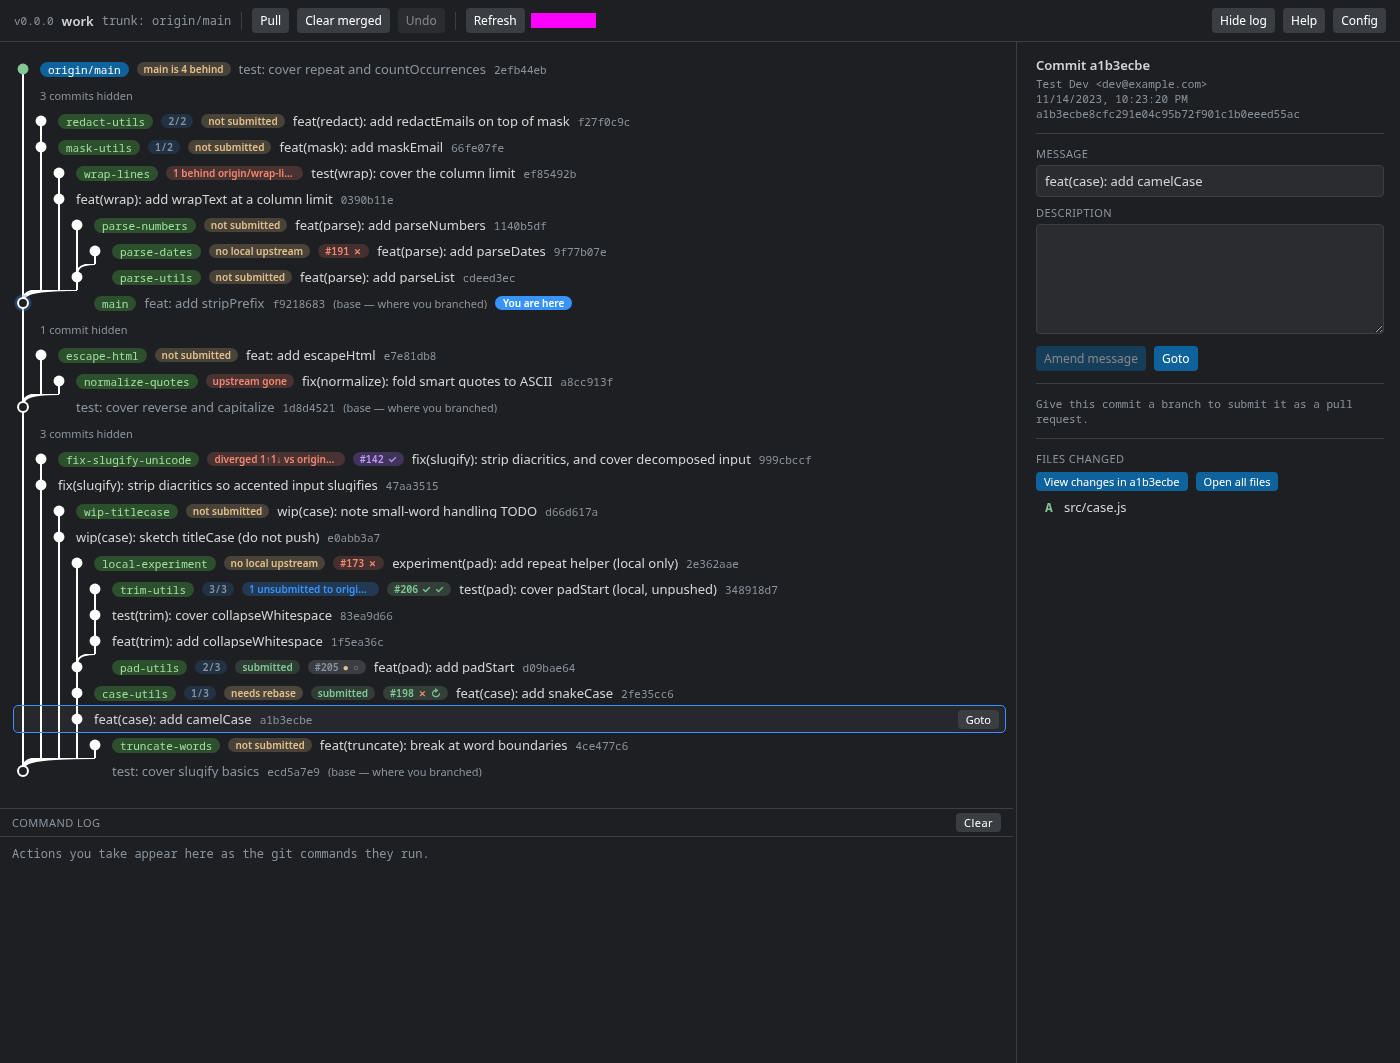 v0.0.0 work trunk: origin/main Pull Clear merged Undo Refresh Hide log Help Config
origin/main main is 4 behind test: cover repeat and countOccurrences 2efb44eb
3 commits hidden
redact-utils 2/2 not submitted feat(redact): add redactEmails on top of mask f27f0c9c
mask-utils 1/2 not submitted feat(mask): add maskEmail 66fe07fe
wrap-lines 1 behind origin/wrap-li... test(wrap): cover the column limit ef85492b
feat(wrap): add wrapText at a column limit 0390b11e
parse-numbers not submitted feat(parse): add parseNumbers 1140b5df
parse-dates no local upstream #191 × feat(parse): add parseDates 9f77b07e
parse-utils not submitted feat(parse): add parseList cdeed3ec
main feat: add stripPrefix f9218683 (base — where you branched) You are here
1 commit hidden
escape-html not submitted feat: add escapeHtml e7e81db8
normalize-quotes upstream gone fix(normalize): fold smart quotes to ASCII a8cc913f
test: cover reverse and capitalize 1d8d4521 (base — where you branched)
3 commits hidden
fix-slugify-unicode diverged 1↑1↓ vs origin... #142 ✓ fix(slugify): strip diacritics, and cover decomposed input 999cbccf
fix(slugify): strip diacritics so accented input slugifies 47aa3515
wip-titlecase not submitted wip(case): note small-word handling TODO d66d617a
wip(case): sketch titleCase (do not push) e0abb3a7
local-experiment no local upstream #173 × experiment(pad): add repeat helper (local only) 2e362aae
trim-utils 3/3 1 unsubmitted to origi... #206 ✓ ✓ test(pad): cover padStart (local, unpushed) 348918d7
test(trim): cover collapseWhitespace 83ea9d66
feat(trim): add collapseWhitespace 1f5ea36c
pad-utils 2/3 submitted #205 ● ○ feat(pad): add padStart d09bae64
case-utils 1/3 needs rebase submitted #198 × ↻ feat(case): add snakeCase 2fe35cc6
feat(case): add camelCase a1b3ecbe Goto
truncate-words not submitted feat(truncate): break at word boundaries 4ce477c6
test: cover slugify basics ecd5a7e9 (base — where you branched)
COMMAND LOG Clear
Actions you take appear here as the git commands they run.
Commit a1b3ecbe
Test Dev <dev@example.com>
11/14/2023, 10:23:20 PM
a1b3ecbe8cfc291e04c95b72f901c1b0eeed55ac
MESSAGE
feat(case): add camelCase
DESCRIPTION
Amend message Goto
Give this commit a branch to submit it as a pull
request.
FILES CHANGED
View changes in a1b3ecbe Open all files
A src/case.js